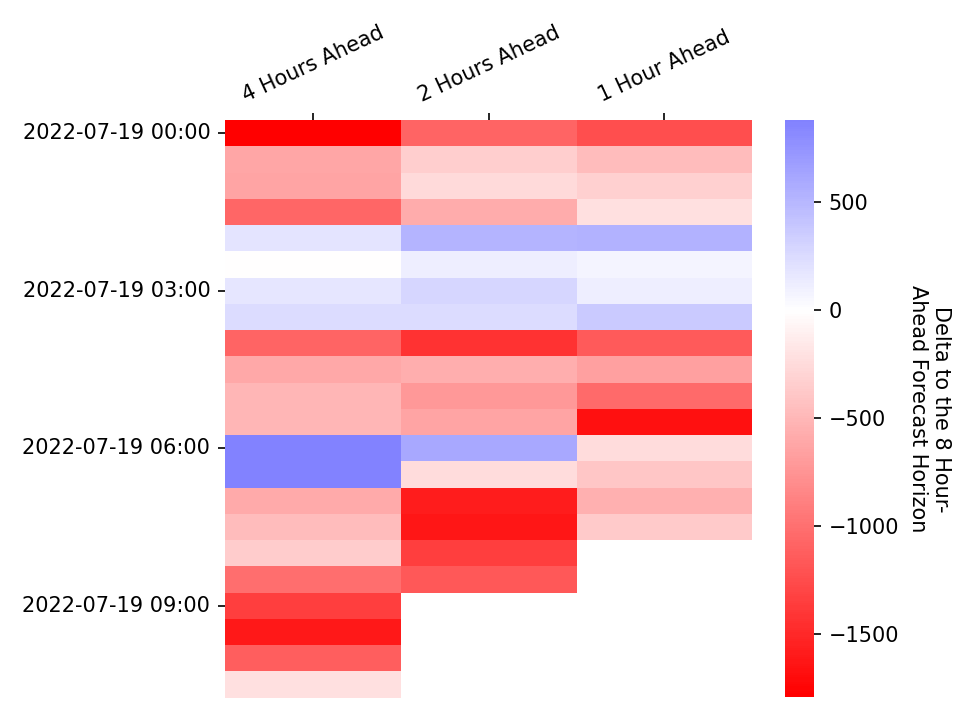 4 Hours Ahead
2 Hours Ahead
1 Hour Ahead
2022-07-19 00:00
2022-07-19 03:00
2022-07-19 06:00
2022-07-19 09:00
500
0
−500
−1000
−1500
Delta to the 8 Hour-
Ahead Forecast Horizon